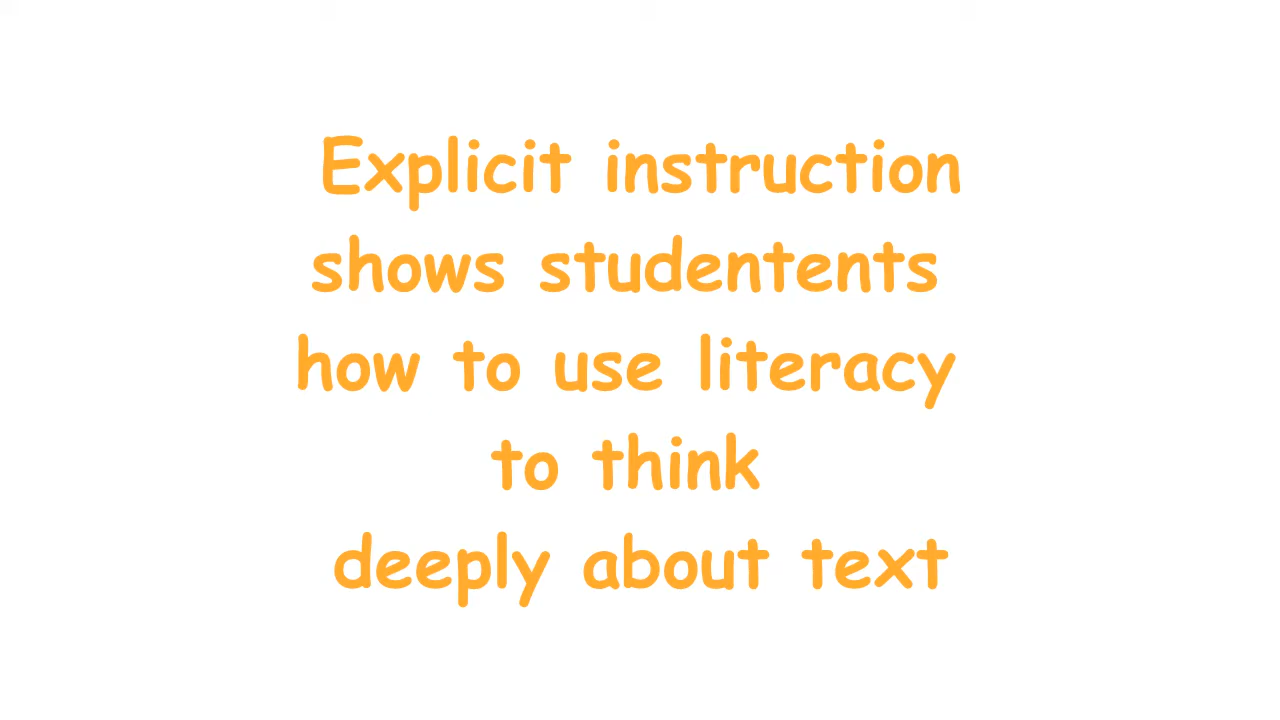 Explicit instruction
shows studentents
how to use literacy
to think
deeply about text